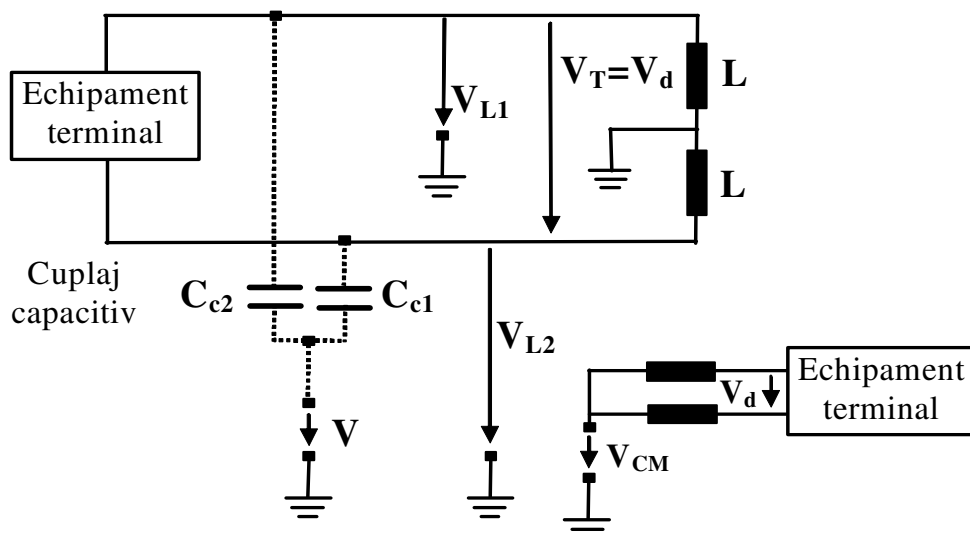 Echipament
terminal
V_L1
V_T=V_d
L
L
Cuplaj
capacitiv
C_c2
C_c1
V_L2
V
Echipament
terminal
V_d
V_CM